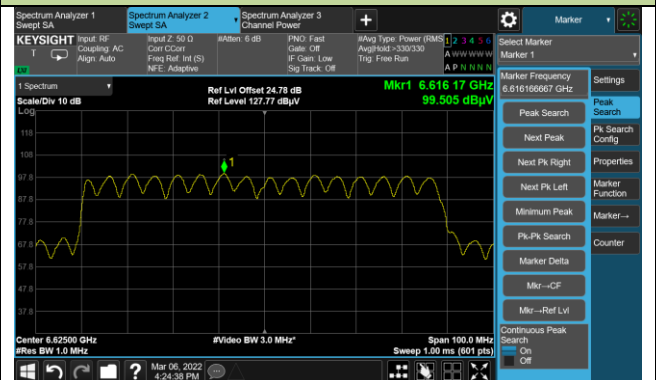 Spectrum Analyzer 1
Swept SA
Spectrum Analyzer 2
Swept SA
Spectrum Analyzer 3
Channel Power
+
Marker
KEYSIGHT
T
LXI
Input: RF
Coupling: AC
Align: Auto
Input Z: 50 Ω
Corr CCorr
Freq Ref: Int (S)
NFE: Adaptive
#Atten: 6 dB
PNO: Fast
Gate: Off
IF Gain: Low
Sig Track: Off
#Avg Type: Power (RMS)
Avg|Hold:>330/330
Trig: Free Run
1 2 3 4 5 6
A W W W W W
A P N N N N
Select Marker
Marker 1
1 Spectrum
Scale/Div 10 dB
Ref Lvl Offset 24.78 dB
Ref Level 127.77 dBµV
Mkr1 6.616 17 GHz
99.505 dBµV
Log
118
108
97.8
87.8
77.8
67.8
57.8
47.8
37.8
1
Center 6.62500 GHz
#Res BW 1.0 MHz
#Video BW 3.0 MHz*
Span 100.0 MHz
Sweep 1.00 ms (601 pts)
Marker Frequency
6.616166667 GHz
Peak Search
Next Peak
Next Pk Right
Next Pk Left
Minimum Peak
Pk-Pk Search
Marker Delta
Mkr→CF
Mkr→Ref Lvl
Continuous Peak
Search
On
Off
Settings
Peak
Search
Pk Search
Config
Properties
Marker
Function
Marker→
Counter
?
Mar 06, 2022
4:24:38 PM